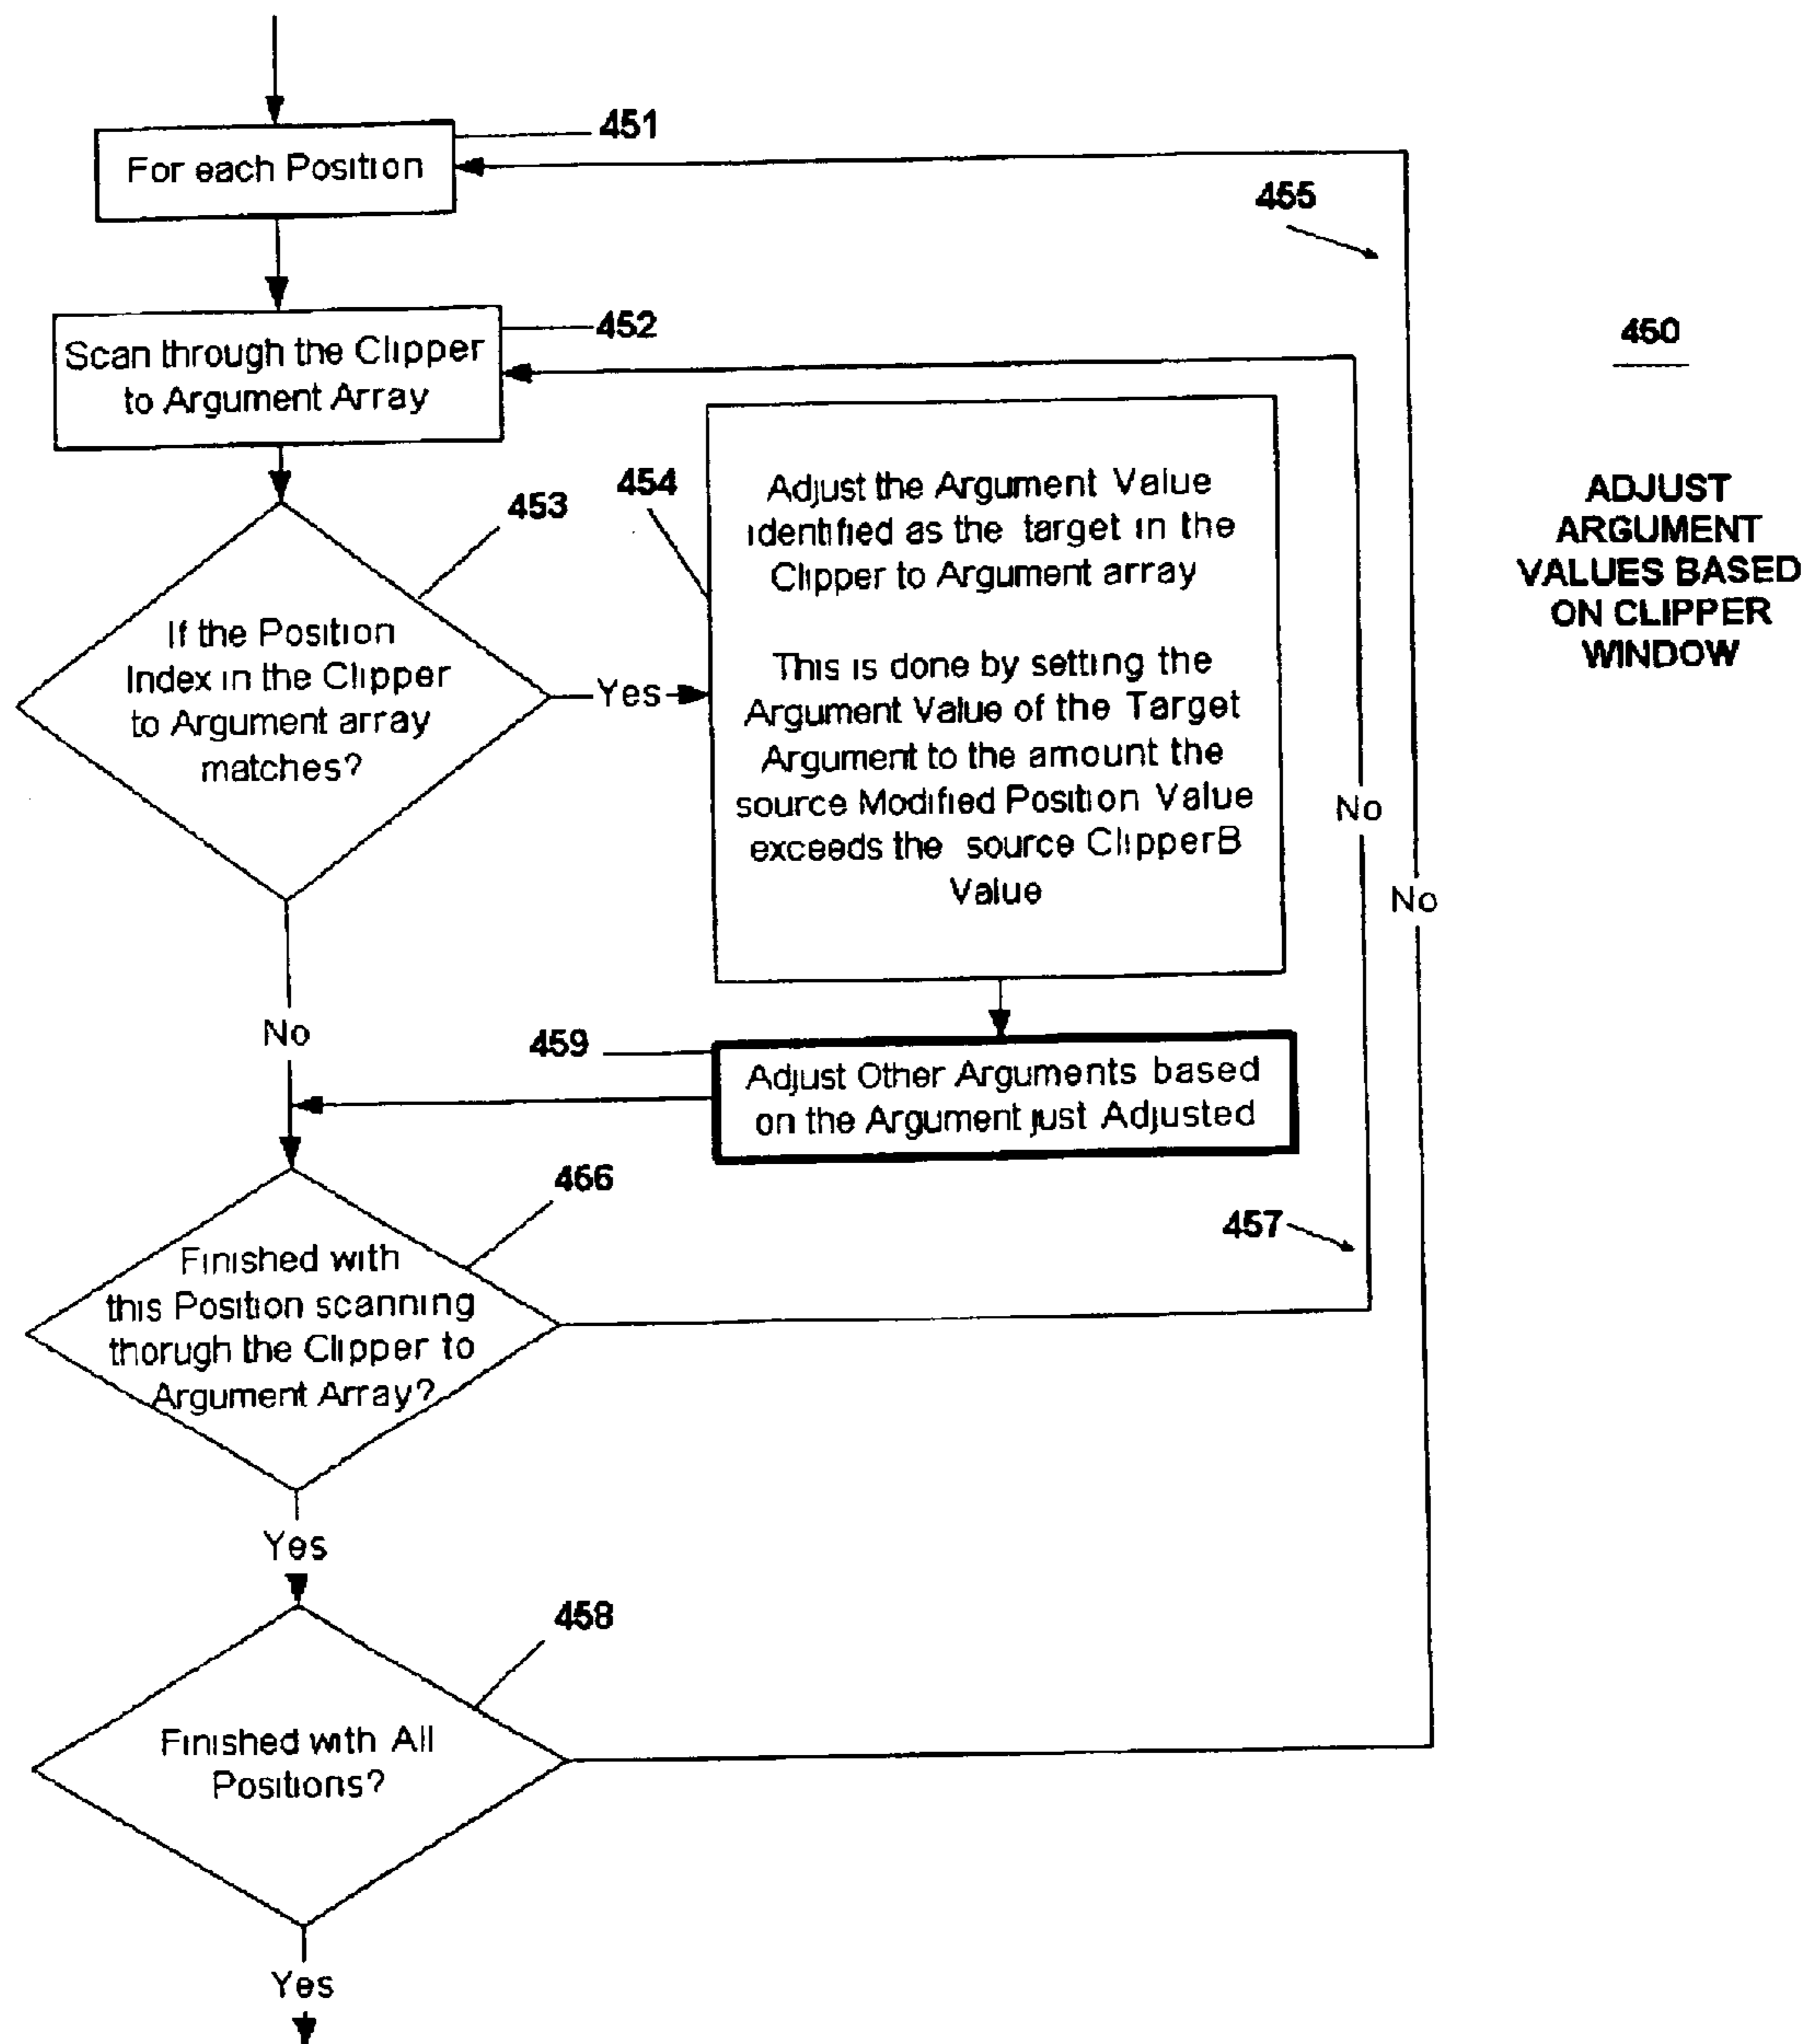 451
For each Position
455
452
Scan through the Clipper
to Argument Array
450
ADJUST
ARGUMENT
VALUES BASED
ON CLIPPER
WINDOW
453
If the Position
Index in the Clipper
to Argument array
matches?
Yes
454
Adjust the Argument Value
identified as the target in the
Clipper to Argument array
This is done by setting the
Argument Value of the Target
Argument to the amount the
source Modified Position Value
exceeds the source ClipperB
Value
No
No
No
459
Adjust Other Arguments based
on the Argument just Adjusted
456
Finished with
this Position scanning
thorugh the Clipper to
Argument Array?
457
Yes
458
Finished with All
Positions?
Yes